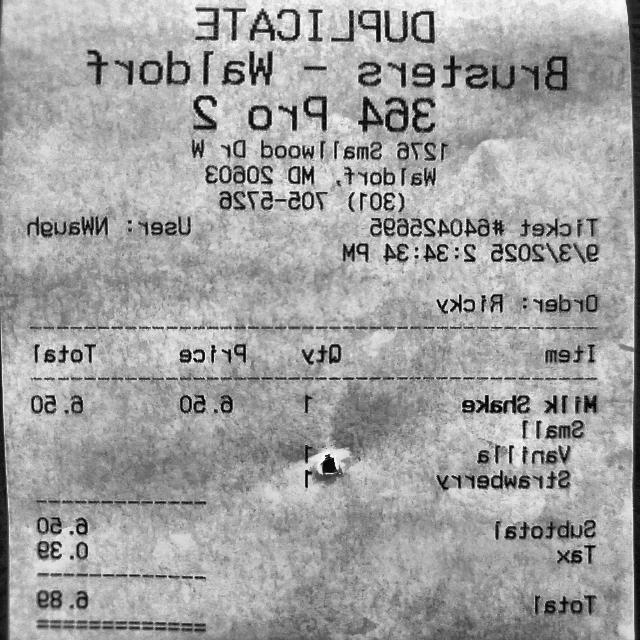 DUPLICATE
Brusters - Waldorf
364 Pro 2
1276 Smallwood Dr W
Waldorf, MD 20603
(301) 705-5726
Ticket #640425695 User: NWaugh
9/3/2025 2:34:34 PM
Order: Ricky
Item Qty Price Total
Milk Shake 1 6.50 6.50
Small
Vanilla 1
Strawberry 1
Subtotal 6.50
Tax 0.39
Total 6.89